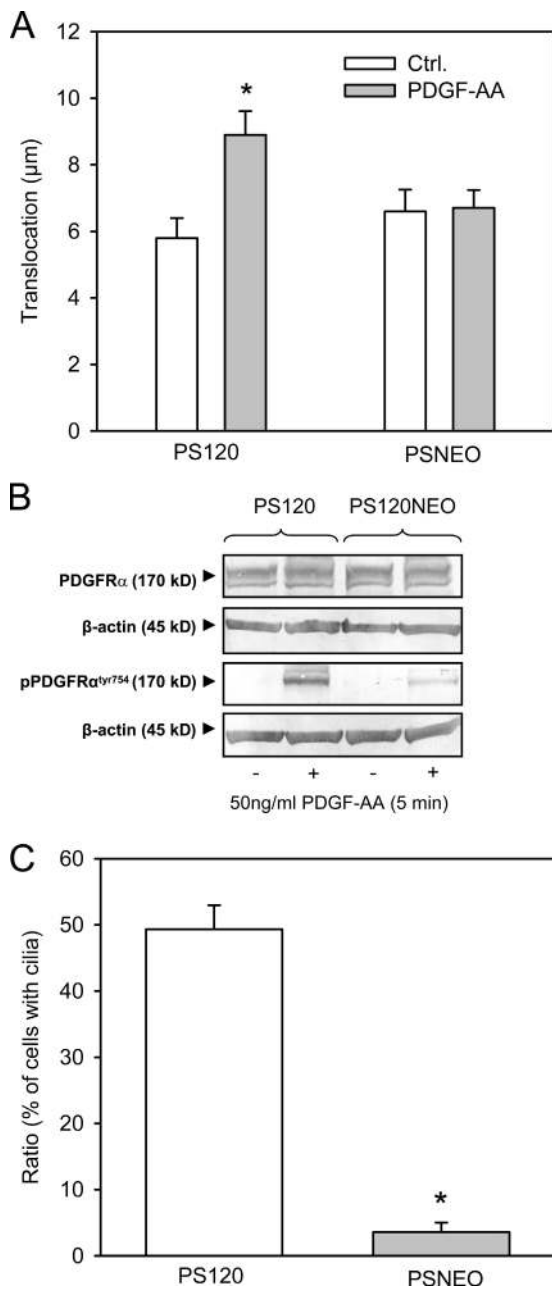 A
12
10
8
6
4
2
0
Translocation (µm)
Ctrl.
PDGF-AA
*
PS120
PSNEO
B
PS120
PS120NEO
PDGFRα (170 kD)
β-actin (45 kD)
pPDGFRα^tyr754 (170 kD)
β-actin (45 kD)
- + - +
50ng/ml PDGF-AA (5 min)
C
60
50
40
30
20
10
0
Ratio (% of cells with cilia)
*
PS120
PSNEO